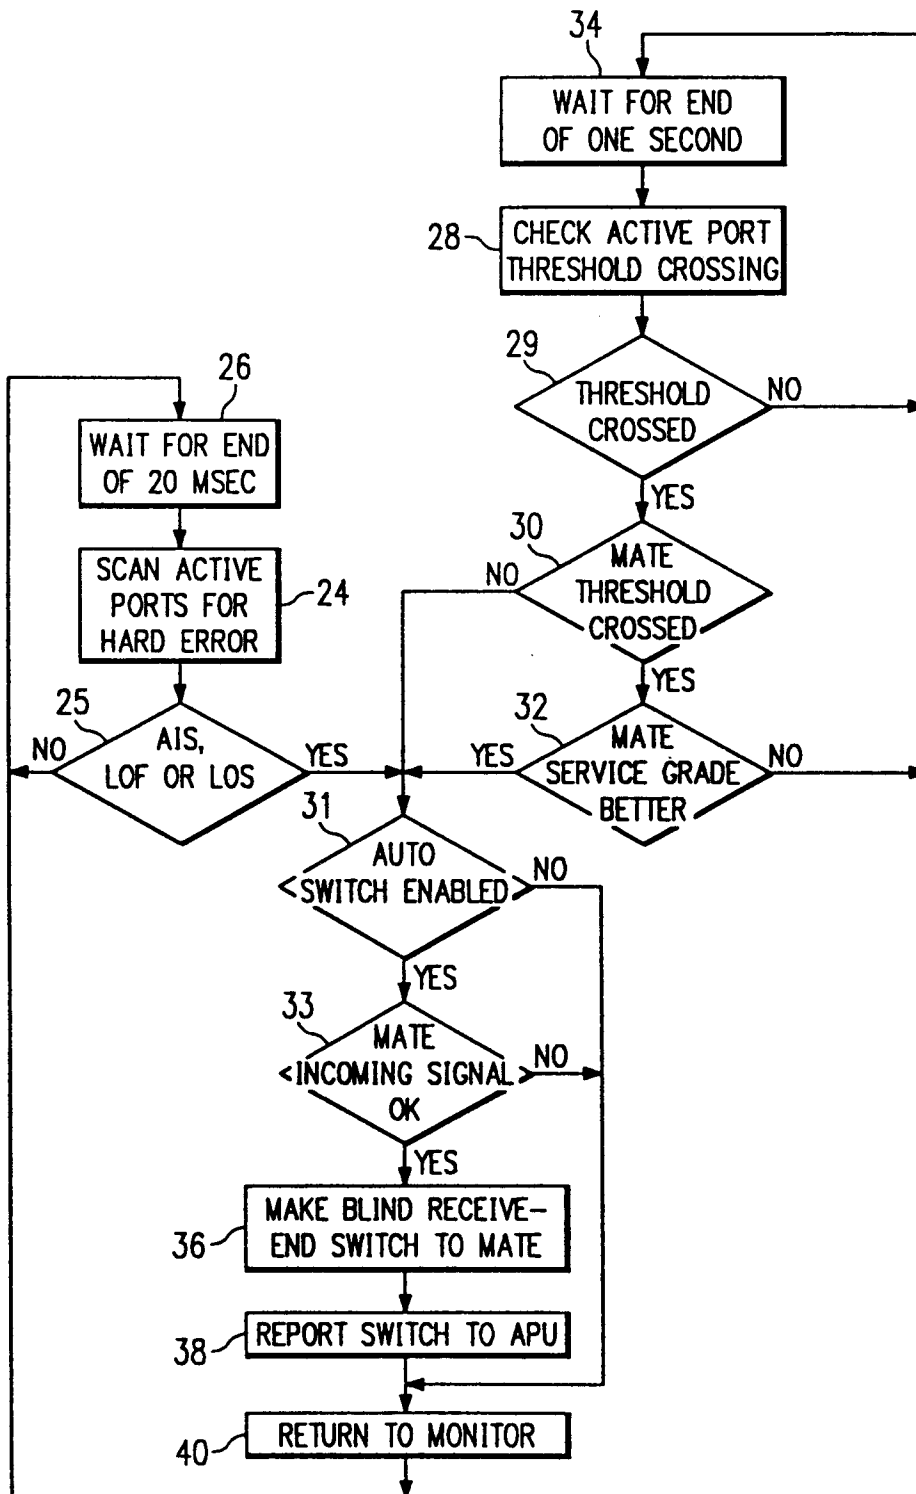 34
WAIT FOR END
OF ONE SECOND
28
CHECK ACTIVE PORT
THRESHOLD CROSSING
29
THRESHOLD
CROSSED
NO
YES
26
WAIT FOR END
OF 20 MSEC
SCAN ACTIVE
PORTS FOR
HARD ERROR
24
25
AIS,
LOF OR LOS
NO
YES
30
MATE
THRESHOLD
CROSSED
NO
YES
32
MATE
SERVICE GRADE
BETTER
YES
NO
31
AUTO
SWITCH ENABLED
NO
YES
33
MATE
INCOMING SIGNAL
OK
NO
YES
36
MAKE BLIND RECEIVE-
END SWITCH TO MATE
38
REPORT SWITCH TO APU
40
RETURN TO MONITOR